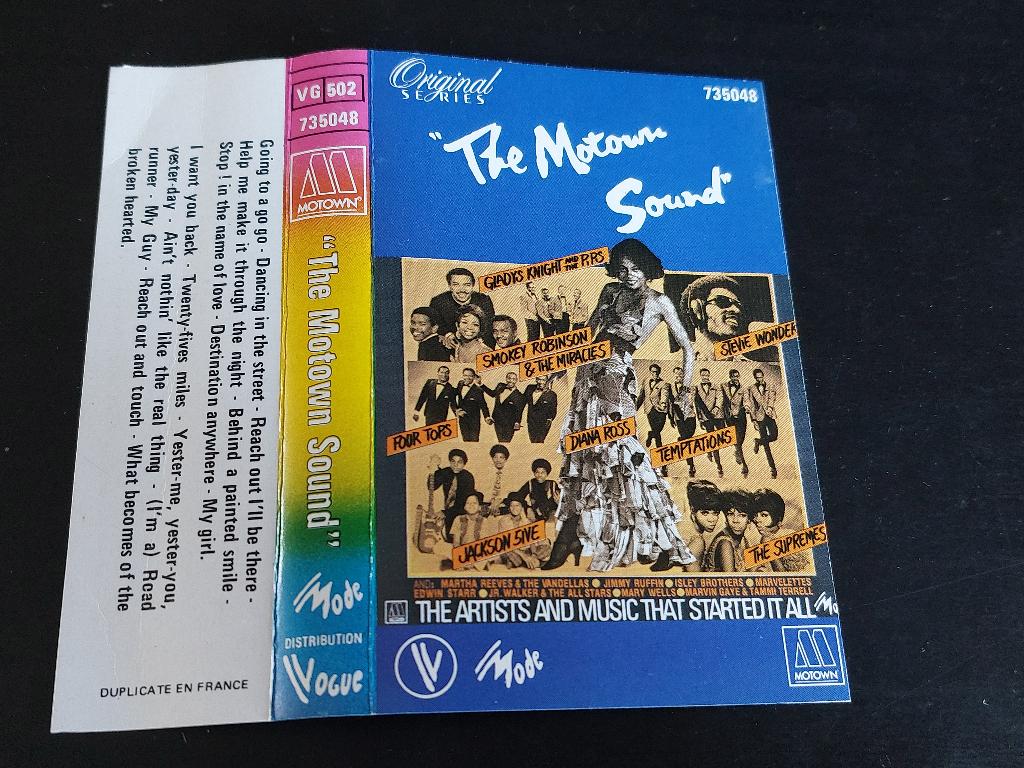 Going to a go go - Dancing in the street - Reach out I'll be there -
Help me make it through the night - Behind a painted smile -
Stop ! in the name of love - Destination anywhere - My girl.
I want you back - Twenty-fives miles - Yester-me, yester-you,
yester-day - Ain't nothin' like the real thing - (I'm a) Road
runner - My Guy - Reach out and touch - What becomes of the
broken hearted.
DUPLICATE EN FRANCE
VG 502
735048
MOTOWN®
"The Motown Sound"
Mode
DISTRIBUTION
VOGUE
Original
SERIES
735048
"The Motown
Sound"
GLADYS KNIGHT AND THE PIPS
SMOKEY ROBINSON
& THE MIRACLES
STEVIE WONDER
FOUR TOPS
DIANA ROSS
TEMPTATIONS
JACKSON 5IVE
THE SUPREMES
AND: MARTHA REEVES & THE VANDELLAS ● JIMMY RUFFIN ● ISLEY BROTHERS ● MARVELETTES
EDWIN STARR ● JR. WALKER & THE ALL STARS ● MARY WELLS ● MARVIN GAYE & TAMMI TERRELL
THE ARTISTS AND MUSIC THAT STARTED IT ALL
Mo
V
Mode
MOTOWN